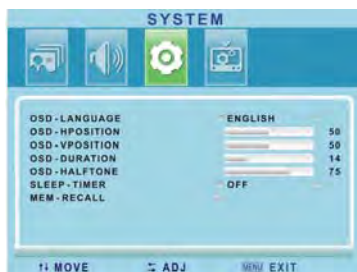 SYSTEM
OSD-LANGUAGE ENGLISH
OSD-HPOSITION 50
OSD-VPOSITION 50
OSD-DURATION 14
OSD-HALFTONE 75
SLEEP-TIMER OFF
MEM-RECALL
MOVE ADJ MENU EXIT